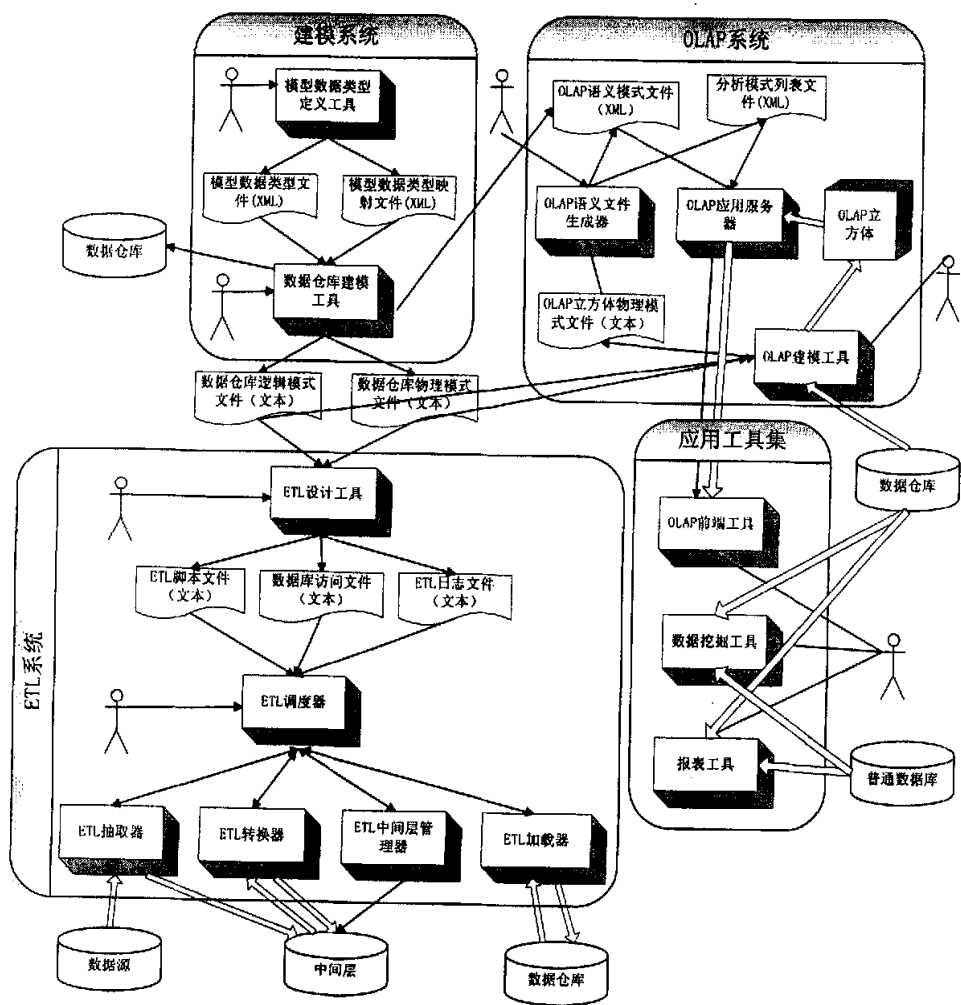 建模系统
模型数据类型
定义工具
模型数据类型文
件(XML)
模型数据类型映
射文件(XML)
数据仓库
数据仓库建模
工具
数据仓库逻辑模式
文件(文本)
数据仓库物理模式
文件(文本)
OLAP系统
OLAP语义模式文件
(XML)
分析模式列表文
件(XML)
OLAP语义文件
生成器
OLAP应用服务
器
OLAP立
方体
OLAP立方体物理模
式文件(文本)
OLAP建模工具
应用工具集
数据仓库
OLAP前端工具
数据挖掘工具
报表工具
普通数据库
ETL系统
ETL设计工具
ETL脚本文件
(文本)
数据库访问文件
(文本)
ETL日志文件
(文本)
ETL调度器
ETL抽取器
ETL转换器
ETL中间层管
理器
ETL加载器
数据源
中间层
数据仓库